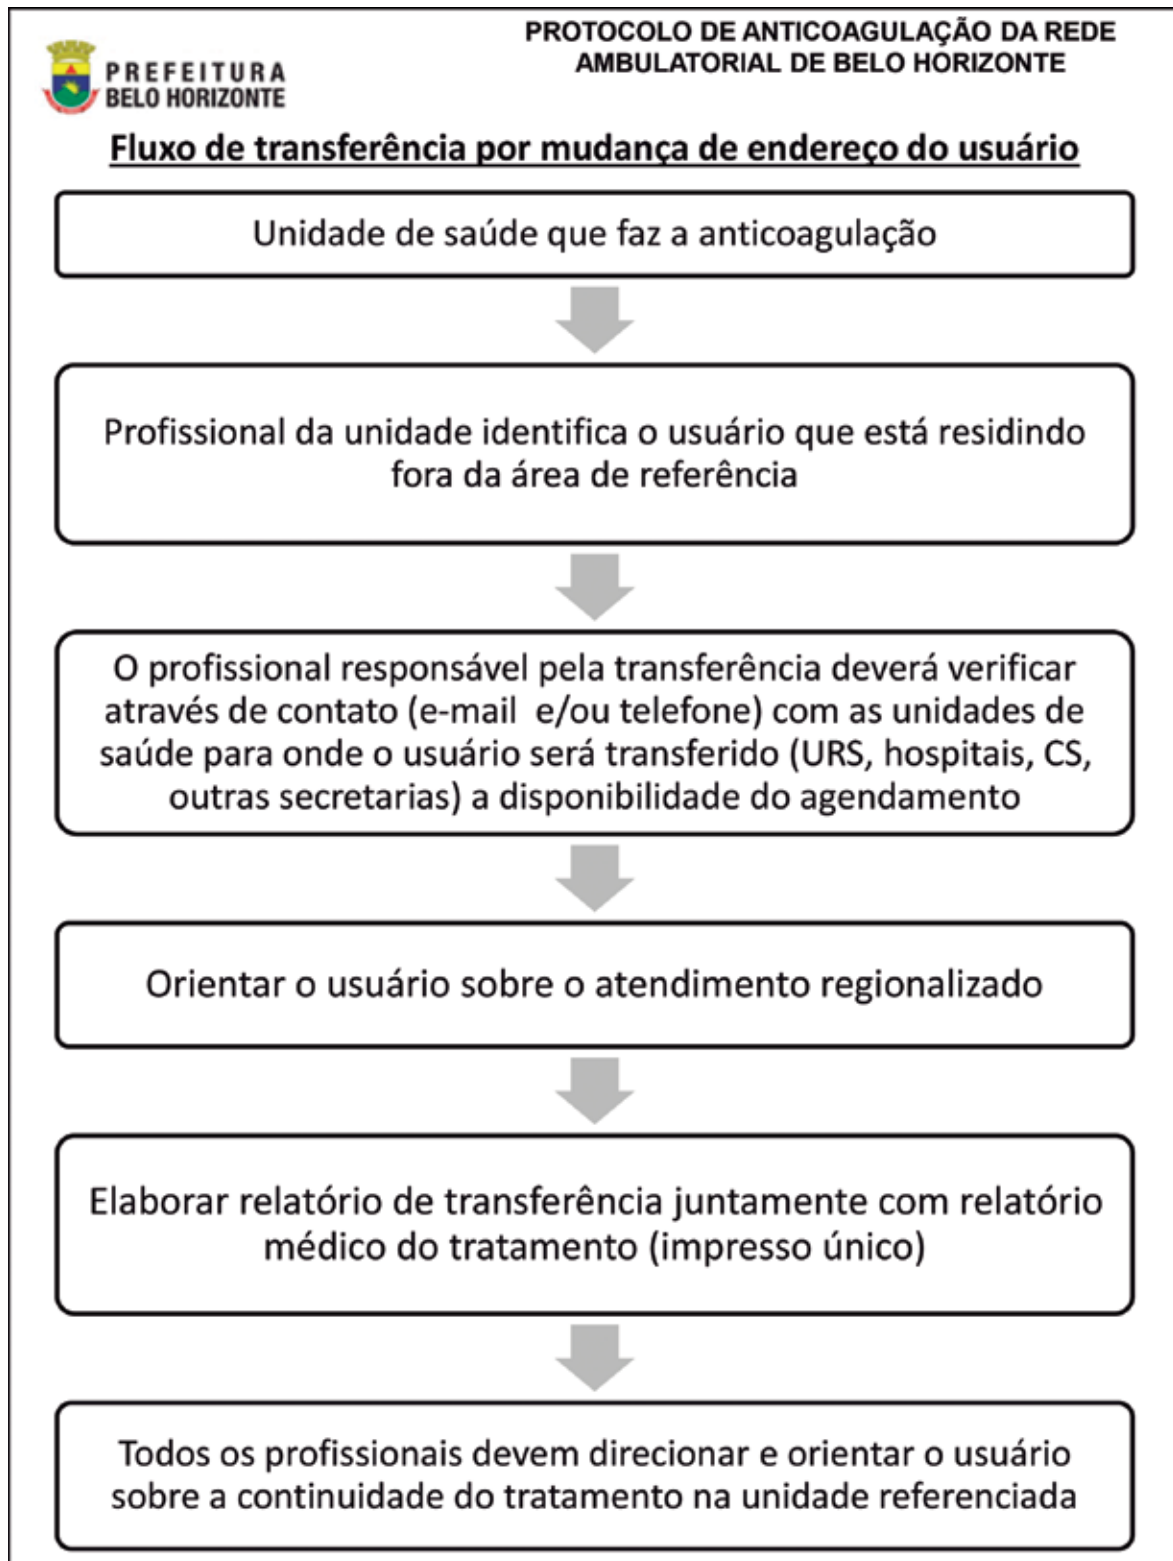 PROTOCOLO DE ANTICOAGULAÇÃO DA REDE
AMBULATORIAL DE BELO HORIZONTE
PREFEITURA
BELO HORIZONTE
Fluxo de transferência por mudança de endereço do usuário
Unidade de saúde que faz a anticoagulação
Profissional da unidade identifica o usuário que está residindo
fora da área de referência
O profissional responsável pela transferência deverá verificar
através de contato (e-mail e/ou telefone) com as unidades de
saúde para onde o usuário será transferido (URS, hospitais, CS,
outras secretarias) a disponibilidade do agendamento
Orientar o usuário sobre o atendimento regionalizado
Elaborar relatório de transferência juntamente com relatório
médico do tratamento (impresso único)
Todos os profissionais devem direcionar e orientar o usuário
sobre a continuidade do tratamento na unidade referenciada